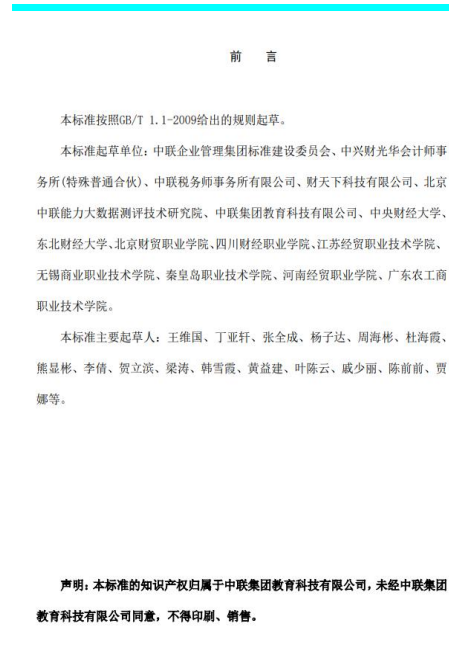 前 言
本标准按照GB/T 1.1-2009给出的规则起草。
本标准起草单位：中联企业管理集团标准建设委员会、中兴财光华会计师事
务所(特殊普通合伙)、中联税务师事务所有限公司、财天下科技有限公司、北京
中联能力大数据测评技术研究院、中联集团教育科技有限公司、中央财经大学、
东北财经大学、北京财贸职业学院、四川财经职业学院、江苏经贸职业技术学院、
无锡商业职业技术学院、秦皇岛职业技术学院、河南经贸职业学院、广东农工商
职业技术学院。
本标准主要起草人：王维国、丁亚轩、张全成、杨子达、周海彬、杜海霞、
熊显彬、李倩、贺立滨、梁涛、韩雪霞、黄益建、叶陈云、戚少丽、陈前前、贾
娜等。
声明：本标准的知识产权归属于中联集团教育科技有限公司，未经中联集团
教育科技有限公司同意，不得印刷、销售。